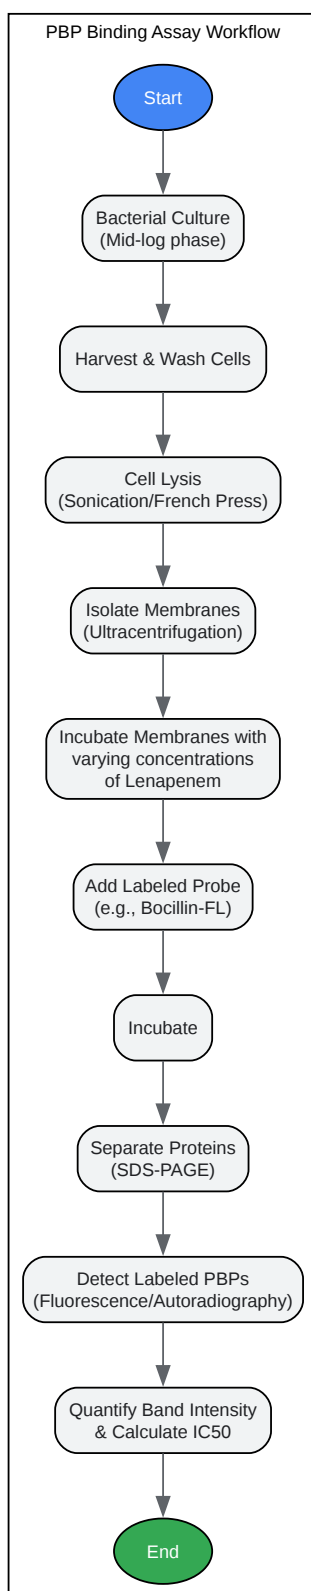 PBP Binding Assay Workflow
Start
Bacterial Culture
(Mid-log phase)
Harvest & Wash Cells
Cell Lysis
(Sonication/French Press)
Isolate Membranes
(Ultracentrifugation)
Incubate Membranes with
varying concentrations
of Lenapenem
Add Labeled Probe
(e.g., Bocillin-FL)
Incubate
Separate Proteins
(SDS-PAGE)
Detect Labeled PBPs
(Fluorescence/Autoradiography)
Quantify Band Intensity
& Calculate IC50
End